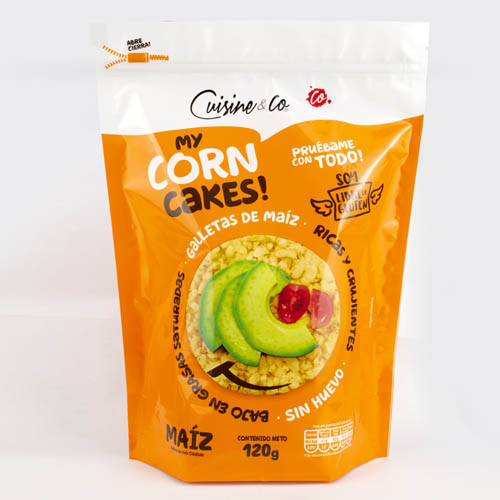 ABRE
CIERRA!
Cuisine & Co.
Co
MY
CORN
CAKES!
PRUÉBAME
CON TODO!
SOY
LIBRE DE
GLUTEN
· GALLETAS DE MAÍZ ·
RICAS Y CRUJIENTES
· SIN HUEVO ·
BAJO EN GRASAS SATURADAS
MAÍZ
CONTENIDO NETO
120g